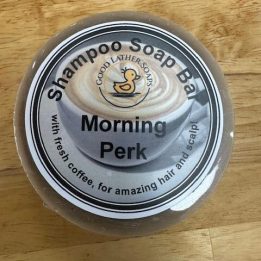 Shampoo Soap Bar
GOOD LATHER SOAPS
Morning
Perk
with fresh coffee, for amazing hair and scalp!